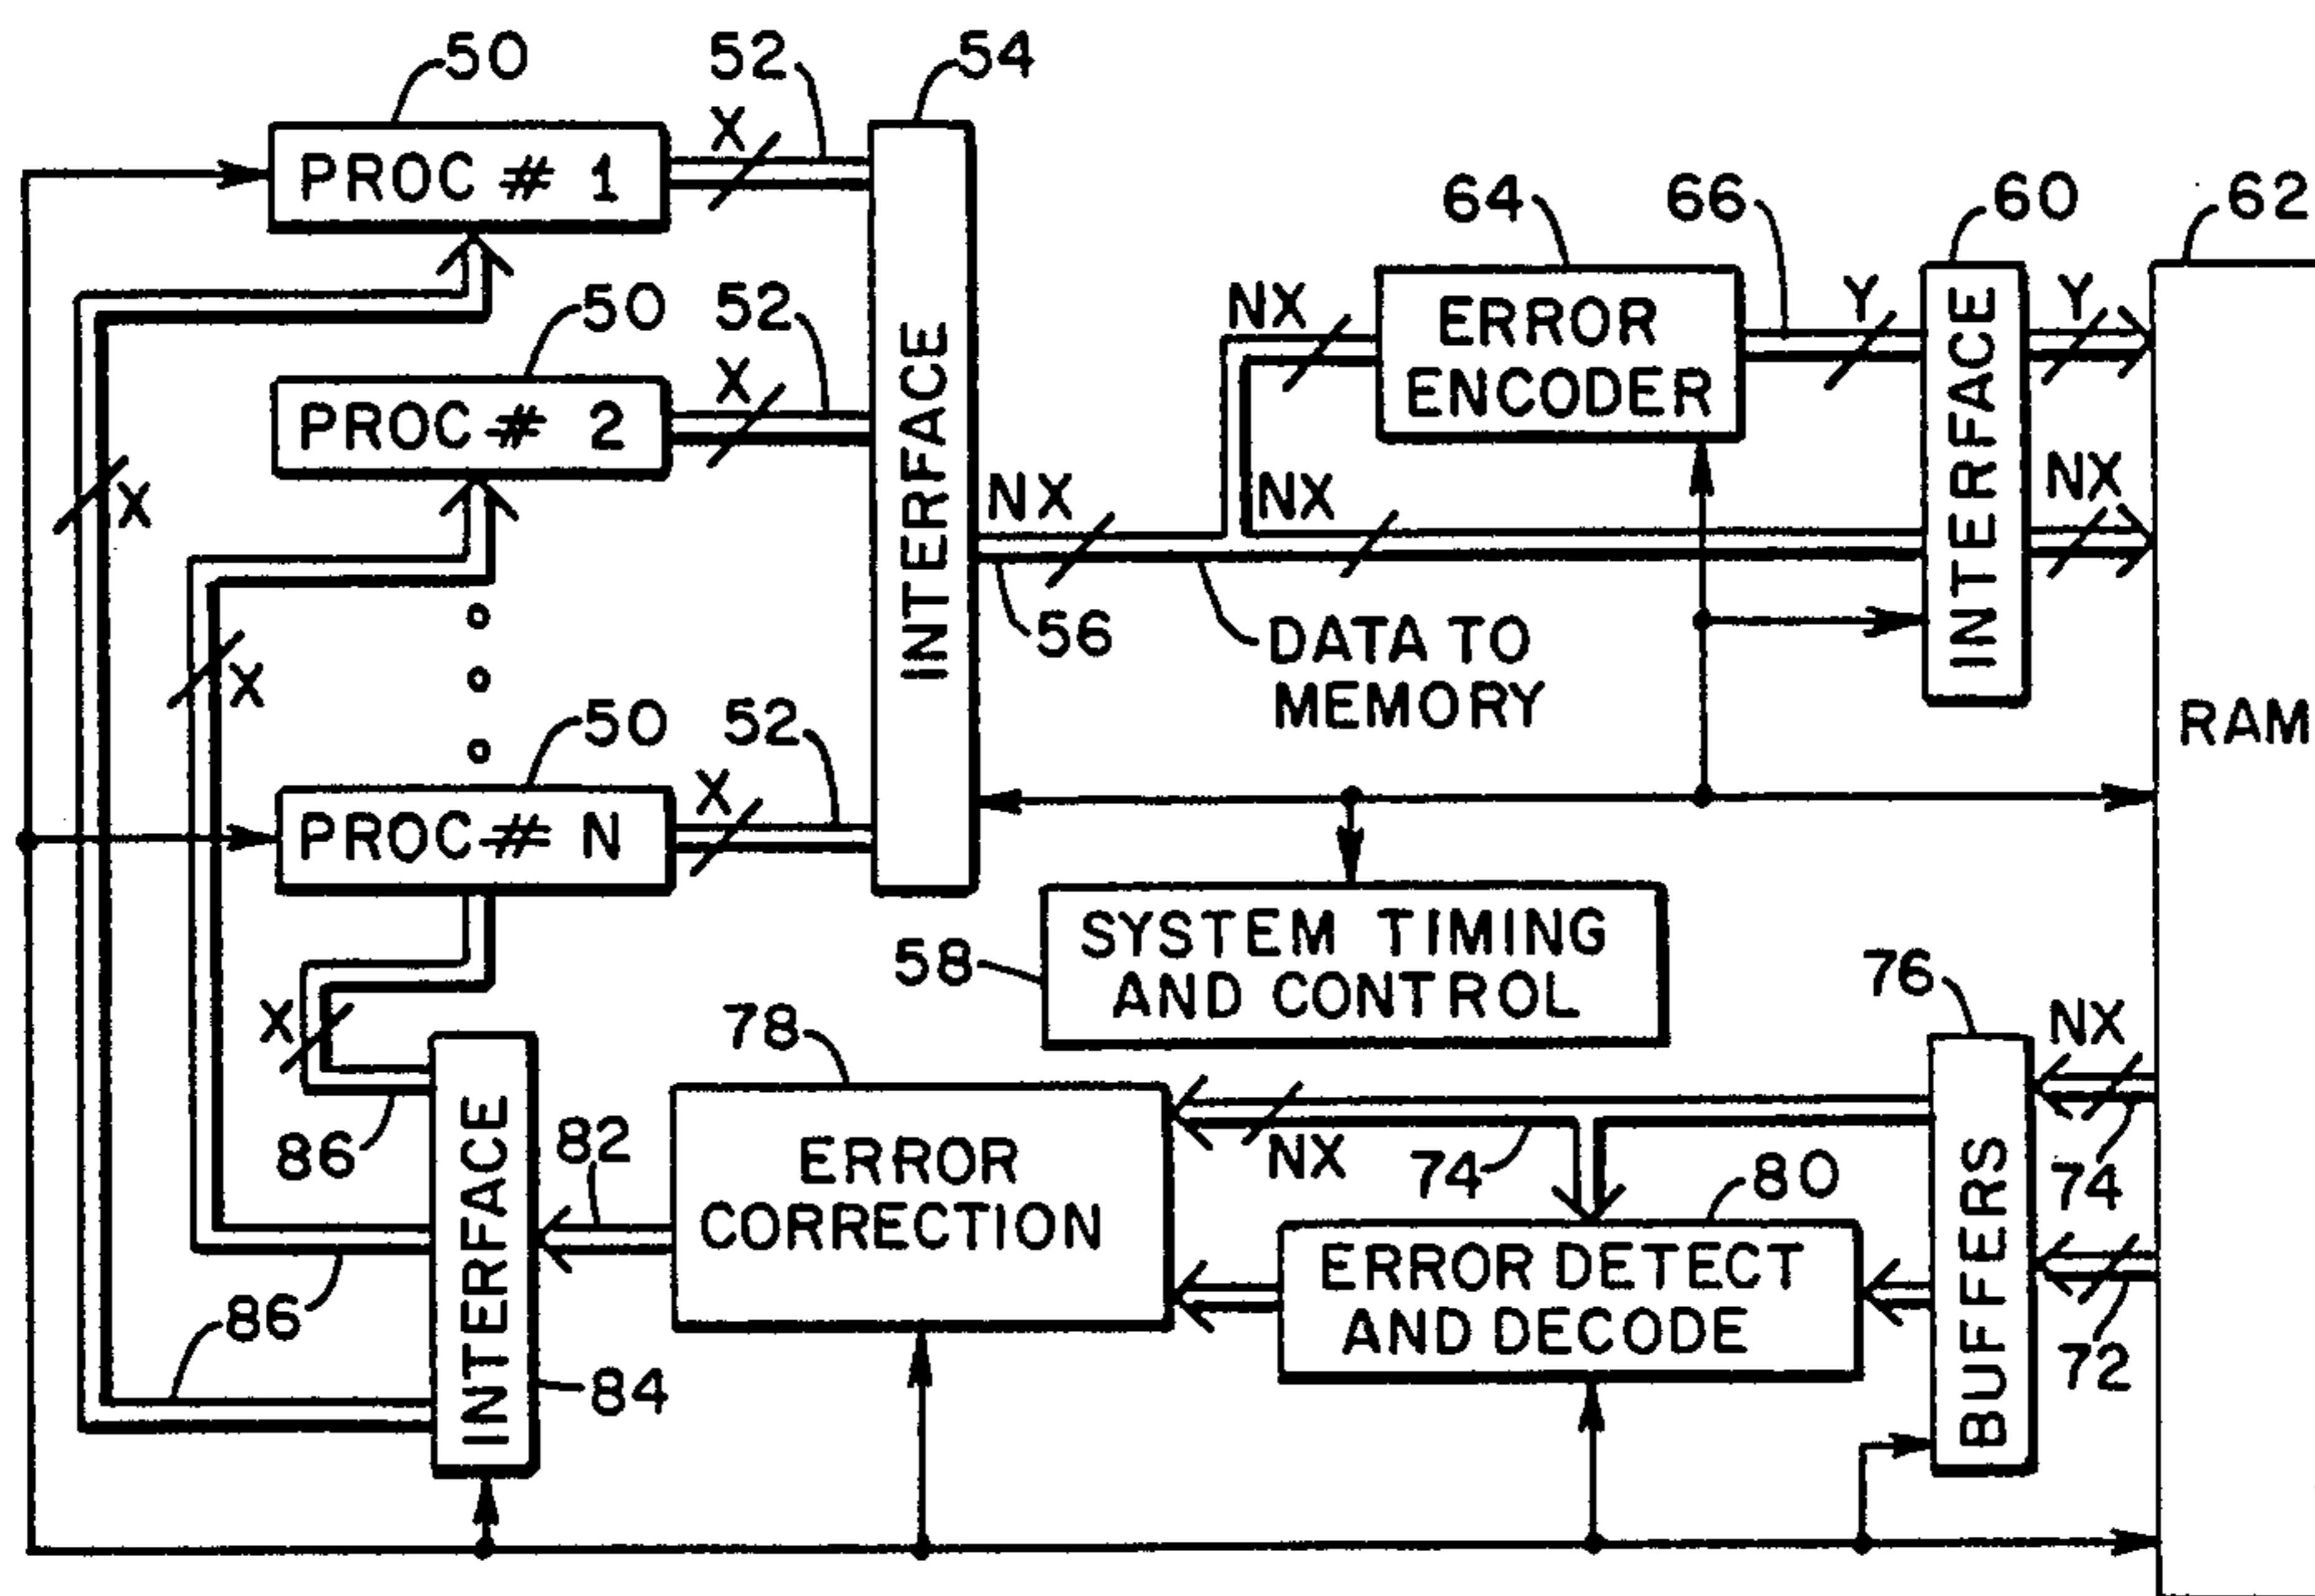 50
52
54
X
PROC # 1
64
66
60
62
50
52
NX
ERROR
ENCODER
Y
Y
X
PROC # 2
INTERFACE
INTERFACE
X
NX
NX
NX
56
DATA TO
MEMORY
X
50
52
RAM
X
PROC # N
SYSTEM TIMING
AND CONTROL
58
76
X
78
NX
86
82
ERROR
CORRECTION
NX
74
80
74
INTERFACE
ERROR DETECT
AND DECODE
BUFFERS
86
72
84